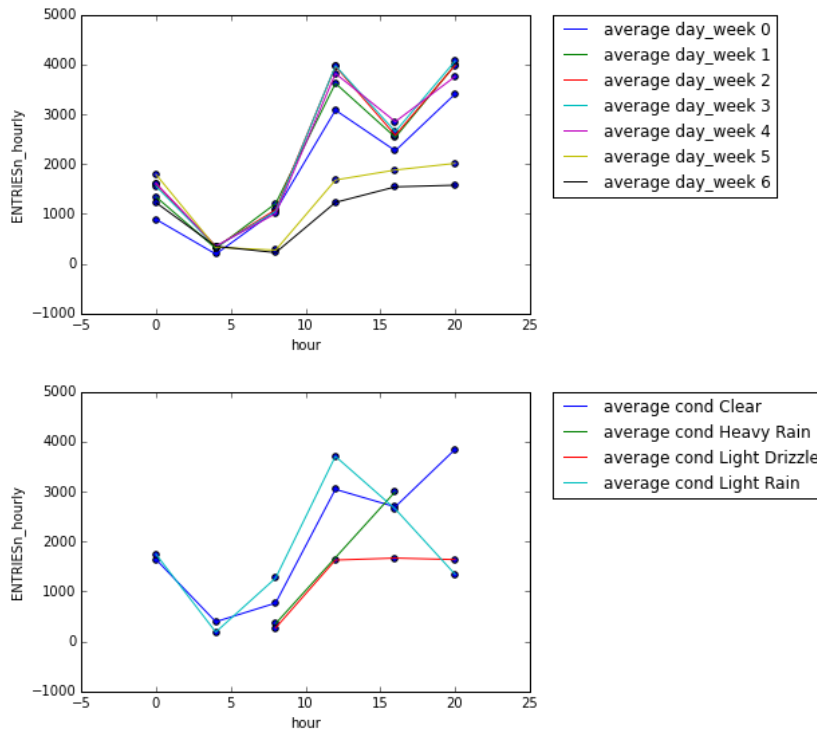 5000
4000
3000
2000
1000
0
−1000
ENTRIESn_hourly
−5 0 5 10 15 20 25
hour
average day_week 0
average day_week 1
average day_week 2
average day_week 3
average day_week 4
average day_week 5
average day_week 6
5000
4000
3000
2000
1000
0
−1000
ENTRIESn_hourly
−5 0 5 10 15 20 25
hour
average cond Clear
average cond Heavy Rain
average cond Light Drizzle
average cond Light Rain